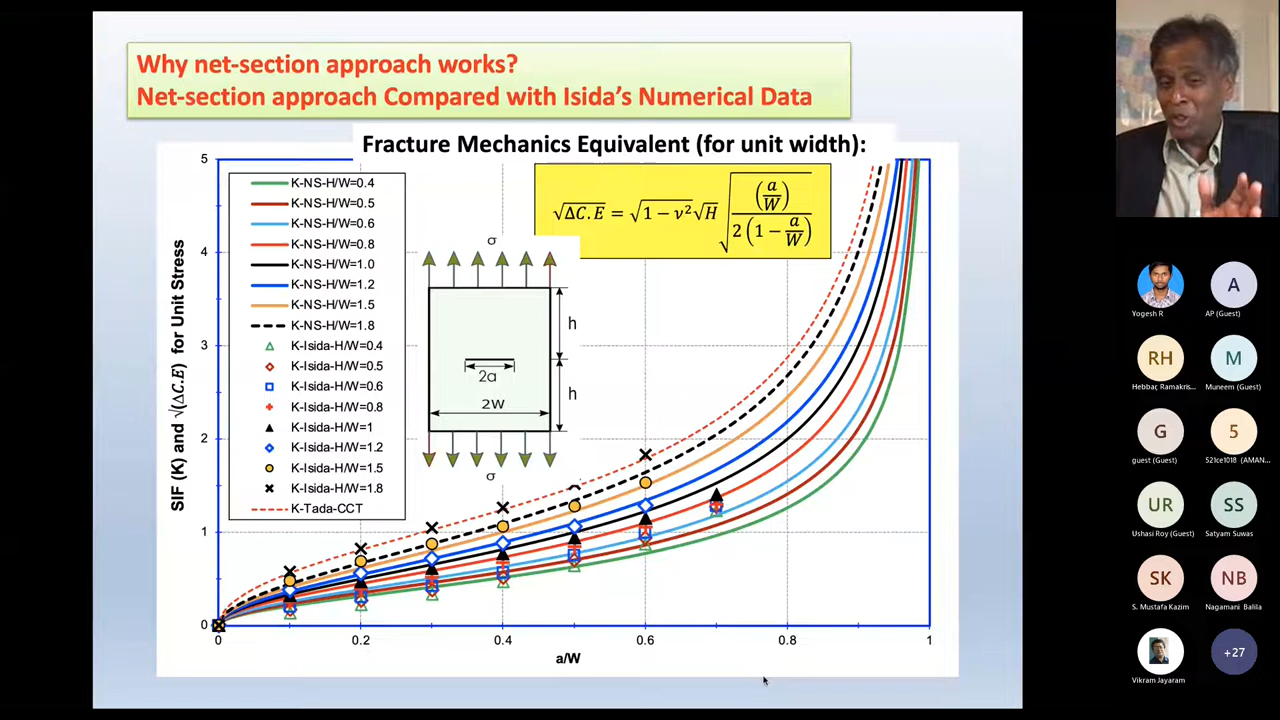 Why net-section approach works?
Net-section approach Compared with Isida's Numerical Data
Fracture Mechanics Equivalent (for unit width):
SIF (K) and √(ΔC.E) for Unit Stress
5
4
3
2
1
0
K-NS-H/W=0.4
K-NS-H/W=0.5
K-NS-H/W=0.6
K-NS-H/W=0.8
K-NS-H/W=1.0
K-NS-H/W=1.2
K-NS-H/W=1.5
K-NS-H/W=1.8
K-Isida-H/W=0.4
K-Isida-H/W=0.5
K-Isida-H/W=0.6
K-Isida-H/W=0.8
K-Isida-H/W=1
K-Isida-H/W=1.2
K-Isida-H/W=1.5
K-Isida-H/W=1.8
K-Tada-CCT
√ΔC.E = √1 − ν² √H √((a/W) / 2(1 − a/W))
σ
h
2a
2W
h
σ
0 0.2 0.4 0.6 0.8 1
a/W
Yogesh R
A
AP (Guest)
RH
Hebbar, Ramakris...
M
Muneem (Guest)
G
guest (Guest)
5
521ce1018 (AMAN...
UR
Ushasi Roy (Guest)
SS
Satyam Suwas
SK
S. Mustafa Kazim
NB
Nagamani Balila
Vikram Jayaram
+27